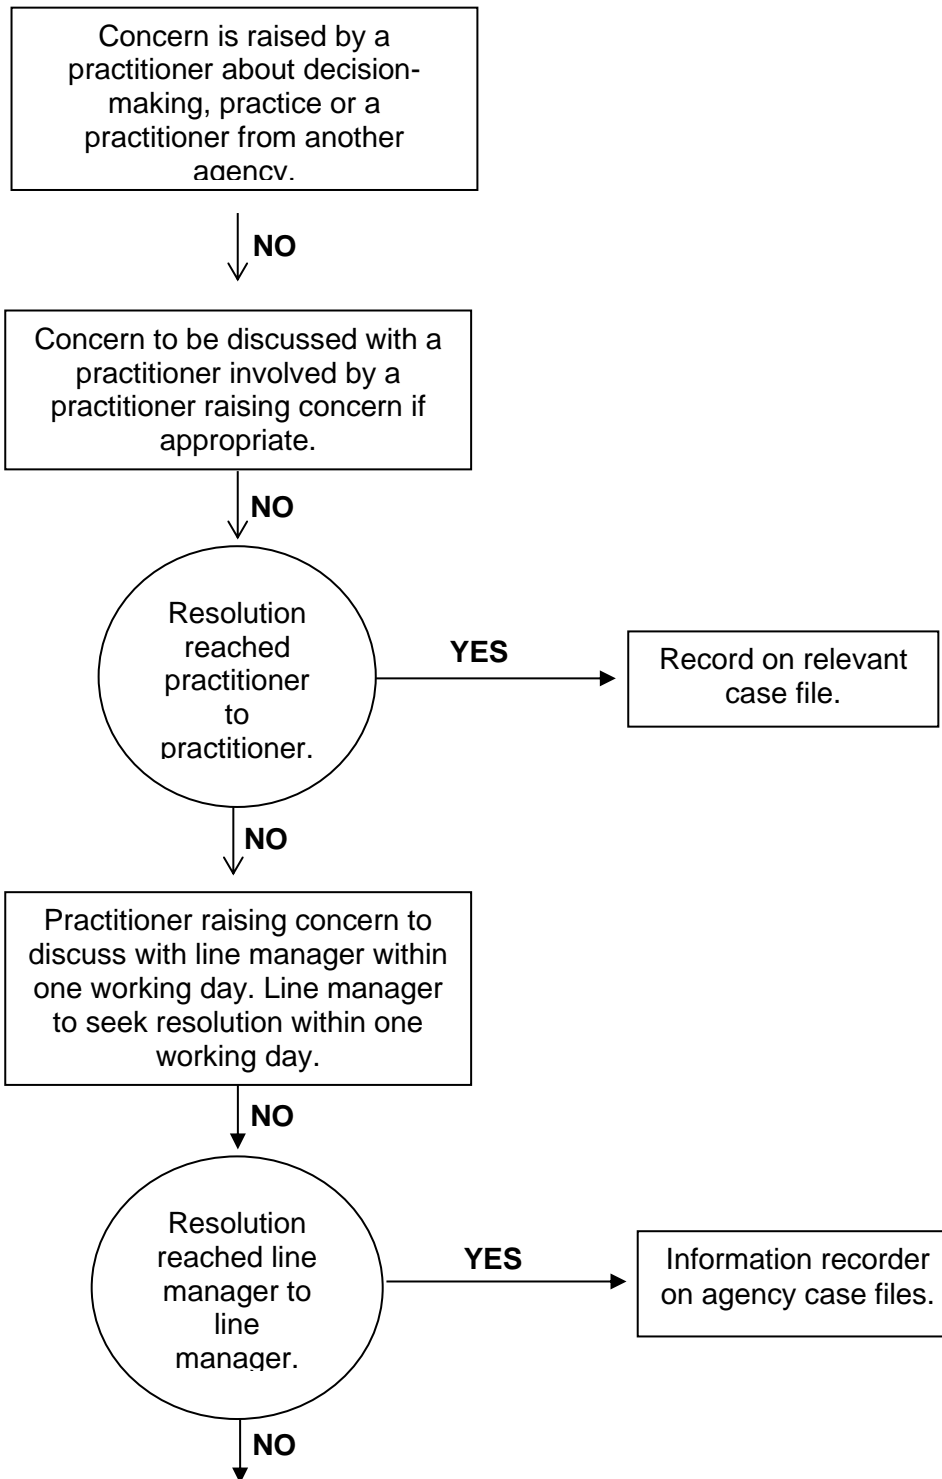 Concern is raised by a
practitioner about decision-
making, practice or a
practitioner from another
agency.
NO
Concern to be discussed with a
practitioner involved by a
practitioner raising concern if
appropriate.
NO
Resolution
reached
practitioner
to
practitioner.
YES
Record on relevant
case file.
NO
Practitioner raising concern to
discuss with line manager within
one working day. Line manager
to seek resolution within one
working day.
NO
Resolution
reached line
manager to
line
manager.
YES
Information recorder
on agency case files.
NO